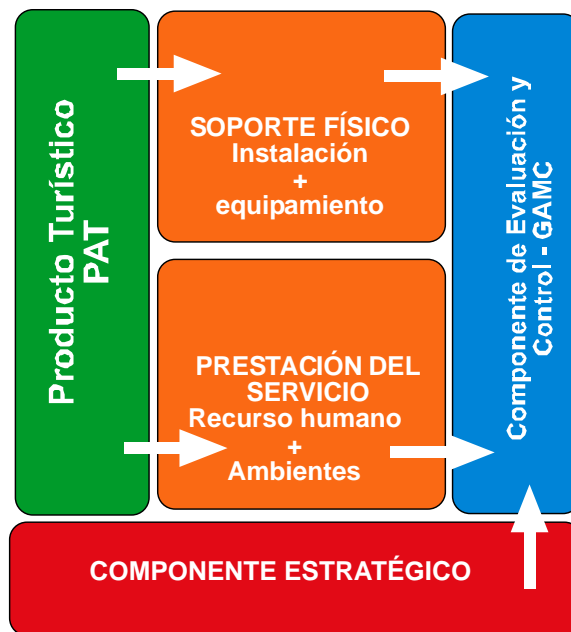 Producto Turístico
PAT
SOPORTE FÍSICO
Instalación
+
equipamiento
PRESTACIÓN DEL
SERVICIO
Recurso humano
+
Ambientes
Componente de Evaluación y
Control - GAMC
COMPONENTE ESTRATÉGICO